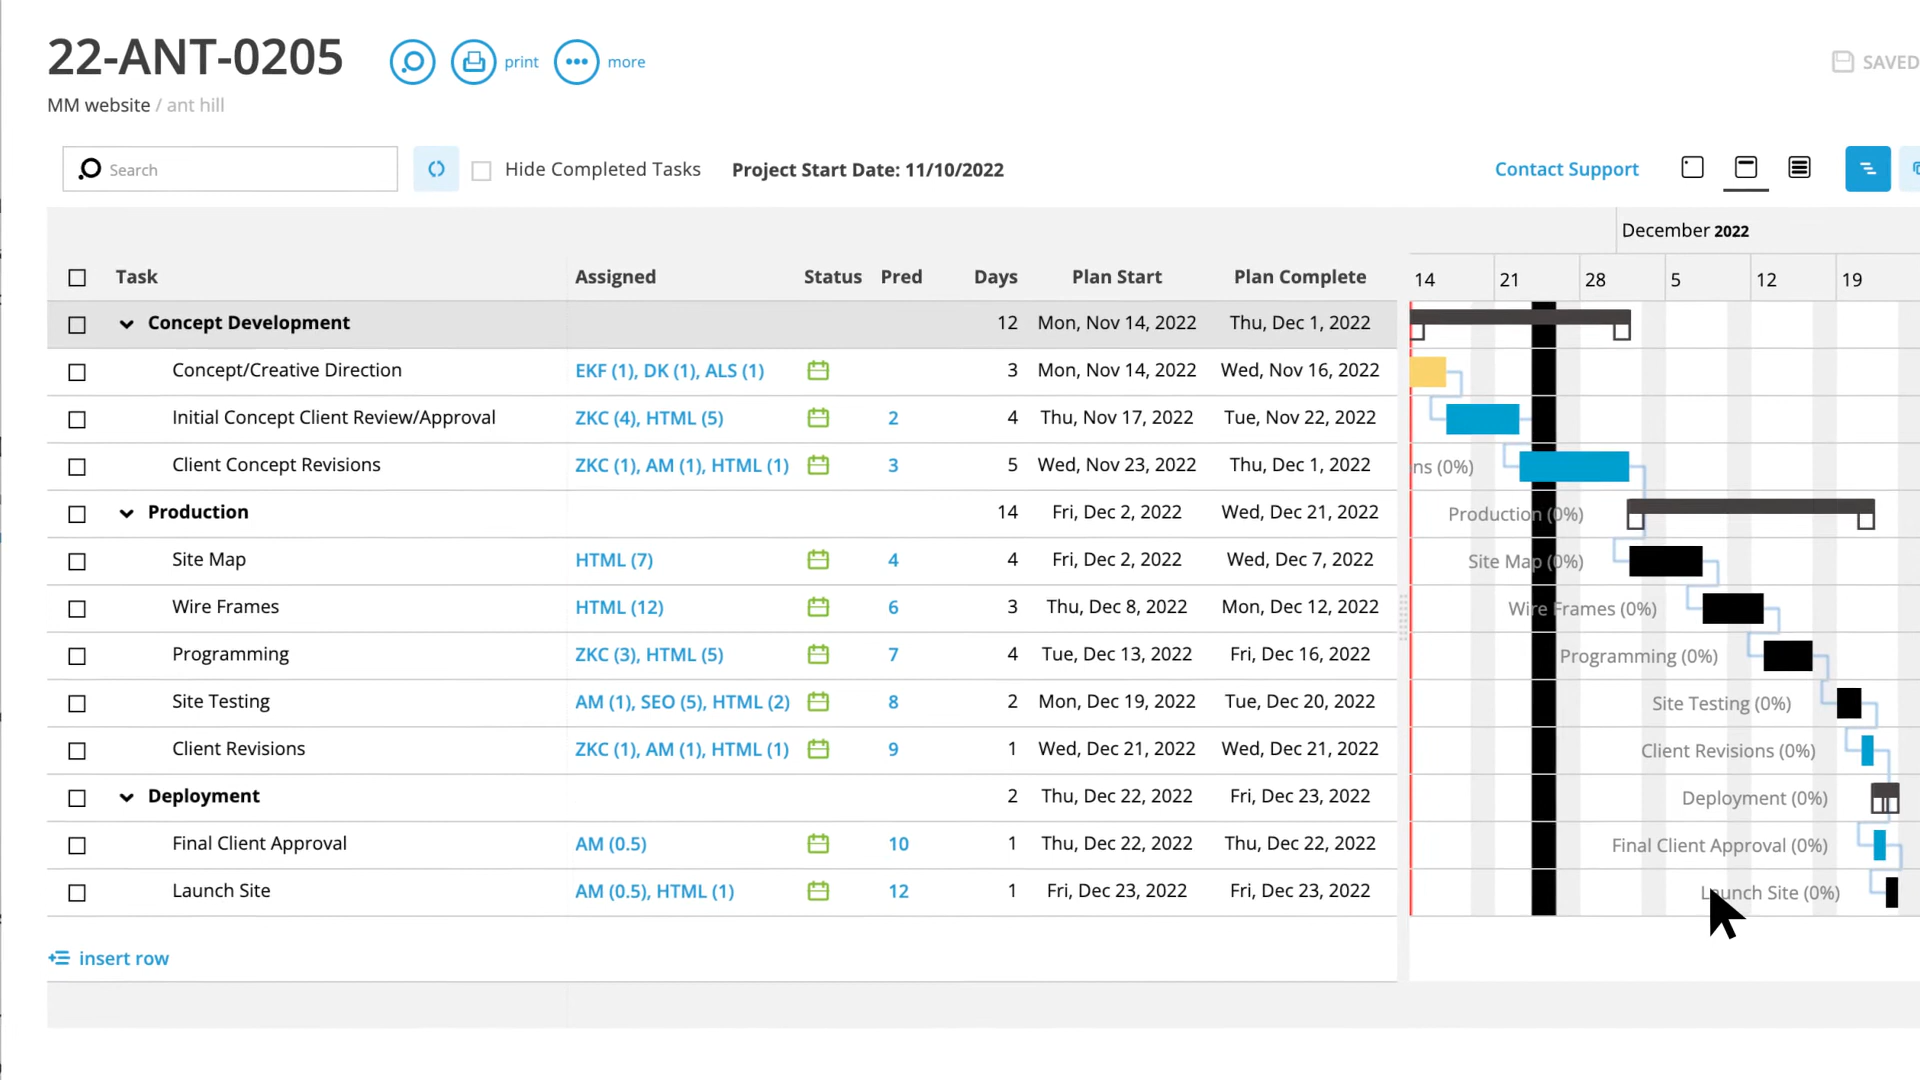 22-ANT-0205
print
more
SAVED
MM website / ant hill
Search
Hide Completed Tasks
Project Start Date: 11/10/2022
Contact Support
December 2022
Task Assigned Status Pred Days Plan Start Plan Complete 14 21 28 5 12 19
Concept Development 12 Mon, Nov 14, 2022 Thu, Dec 1, 2022
Concept/Creative Direction EKF (1), DK (1), ALS (1) 3 Mon, Nov 14, 2022 Wed, Nov 16, 2022
Initial Concept Client Review/Approval ZKC (4), HTML (5) 2 4 Thu, Nov 17, 2022 Tue, Nov 22, 2022
Client Concept Revisions ZKC (1), AM (1), HTML (1) 3 5 Wed, Nov 23, 2022 Thu, Dec 1, 2022 ns (0%)
Production 14 Fri, Dec 2, 2022 Wed, Dec 21, 2022 Production (0%)
Site Map HTML (7) 4 4 Fri, Dec 2, 2022 Wed, Dec 7, 2022 Site Map (0%)
Wire Frames HTML (12) 6 3 Thu, Dec 8, 2022 Mon, Dec 12, 2022 Wire Frames (0%)
Programming ZKC (3), HTML (5) 7 4 Tue, Dec 13, 2022 Fri, Dec 16, 2022 Programming (0%)
Site Testing AM (1), SEO (5), HTML (2) 8 2 Mon, Dec 19, 2022 Tue, Dec 20, 2022 Site Testing (0%)
Client Revisions ZKC (1), AM (1), HTML (1) 9 1 Wed, Dec 21, 2022 Wed, Dec 21, 2022 Client Revisions (0%)
Deployment 2 Thu, Dec 22, 2022 Fri, Dec 23, 2022 Deployment (0%)
Final Client Approval AM (0.5) 10 1 Thu, Dec 22, 2022 Thu, Dec 22, 2022 Final Client Approval (0%)
Launch Site AM (0.5), HTML (1) 12 1 Fri, Dec 23, 2022 Fri, Dec 23, 2022 Launch Site (0%)
insert row